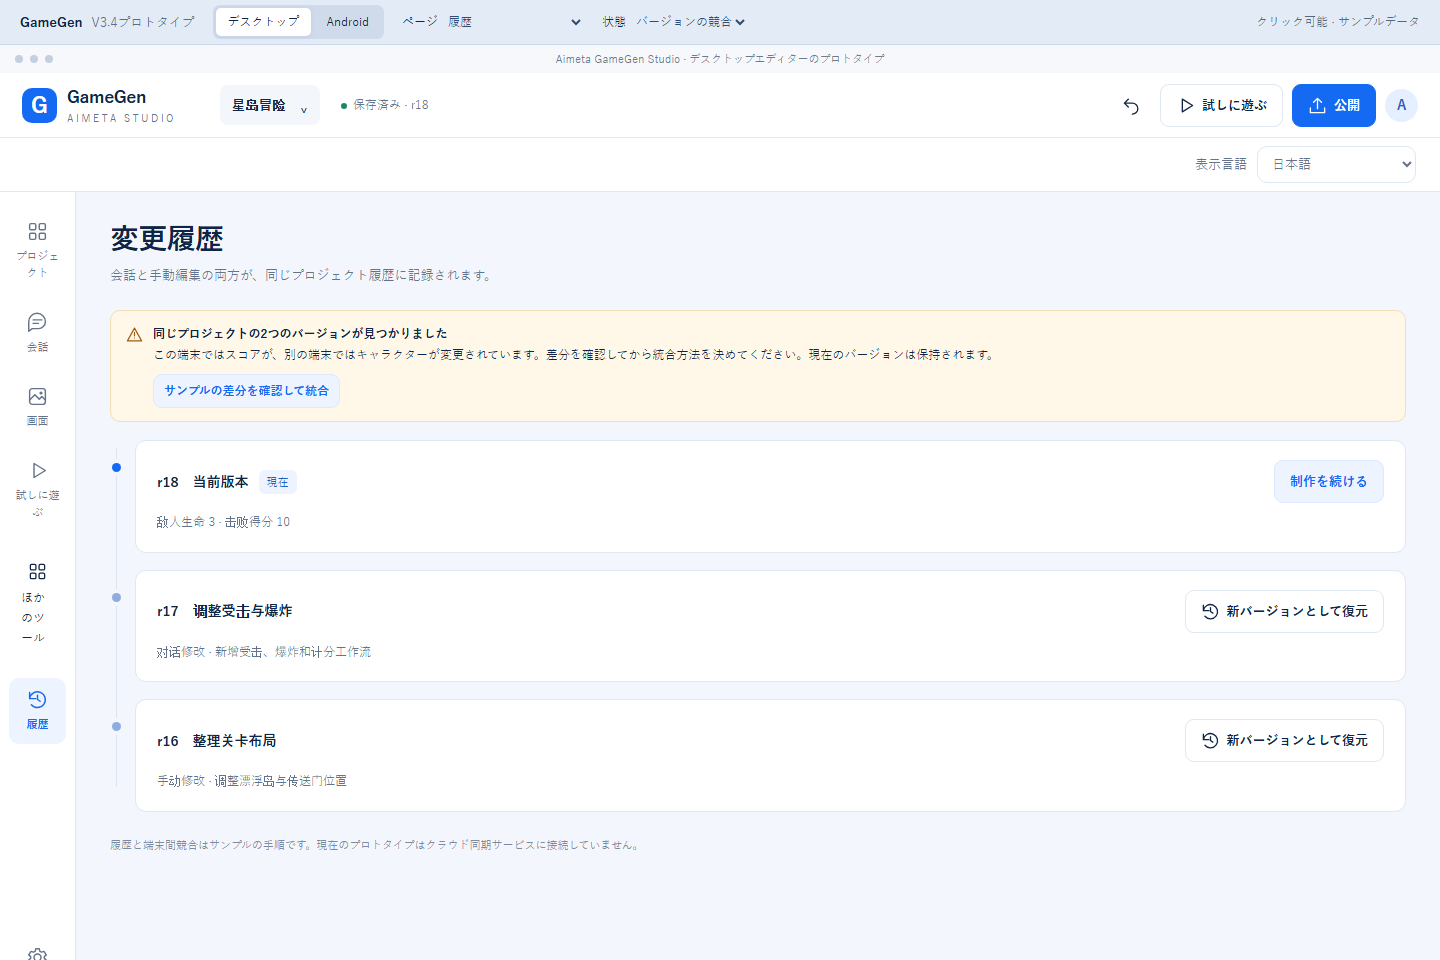 GameGen V3.4プロトタイプ デスクトップ Android ページ 履歴 状態 バージョンの競合 クリック可能 · サンプルデータ
Aimeta GameGen Studio · デスクトップエディターのプロトタイプ
G GameGen
AIMETA STUDIO
星岛冒险
保存済み · r18
試しに遊ぶ
公開
A
表示言語 日本語
プロジェ
クト
会話
画面
試しに遊
ぶ
ほか
のツ
ール
履歴
変更履歴
会話と手動編集の両方が、同じプロジェクト履歴に記録されます。
同じプロジェクトの2つのバージョンが見つかりました
この端末ではスコアが、別の端末ではキャラクターが変更されています。差分を確認してから統合方法を決めてください。現在のバージョンは保持されます。
サンプルの差分を確認して統合
r18 当前版本 現在
制作を続ける
敌人生命 3 · 击败得分 10
r17 调整受击与爆炸
新バージョンとして復元
对话修改 · 新增受击、爆炸和计分工作流
r16 整理关卡布局
新バージョンとして復元
手动修改 · 调整漂浮岛与传送门位置
履歴と端末間競合はサンプルの手順です。現在のプロトタイプはクラウド同期サービスに接続していません。